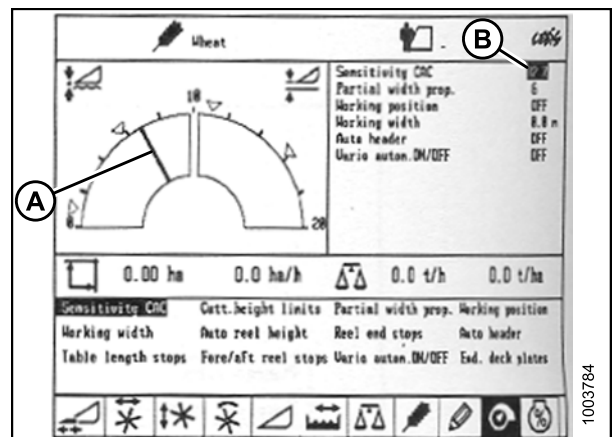 Wheat
CEBIS
B
Sensitivity CAC
Partial width prop. 6
Working position OFF
Working width 8.8 m
Auto header OFF
Vario autom.ON/OFF OFF
10
A
0
20
0.00 ha 0.0 ha/h 0.0 t/h 0.0 t/ha
Sensitivity CAC Cutt.height limits Partial width prop. Working position
Working width Auto reel height Reel end stops Auto header
Table length stops Fore/aft reel stops Vario autom.ON/OFF End. deck plates
%
1003784